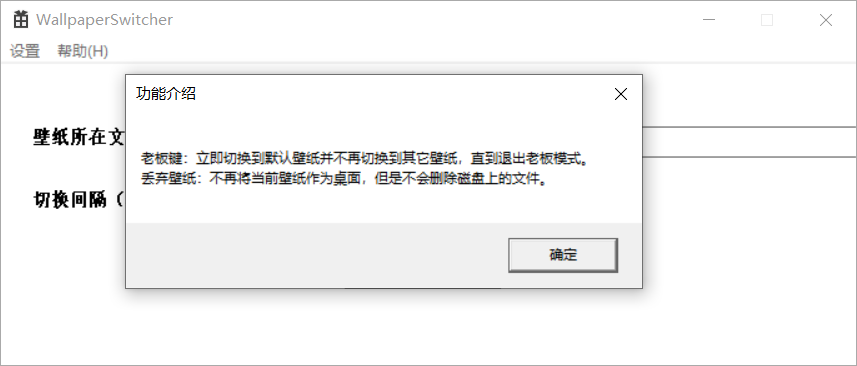 WallpaperSwitcher
设置 帮助(H)
功能介绍
壁纸所在文
老板键：立即切换到默认壁纸并不再切换到其它壁纸，直到退出老板模式。
丢弃壁纸：不再将当前壁纸作为桌面，但是不会删除磁盘上的文件。
切换间隔（
确定